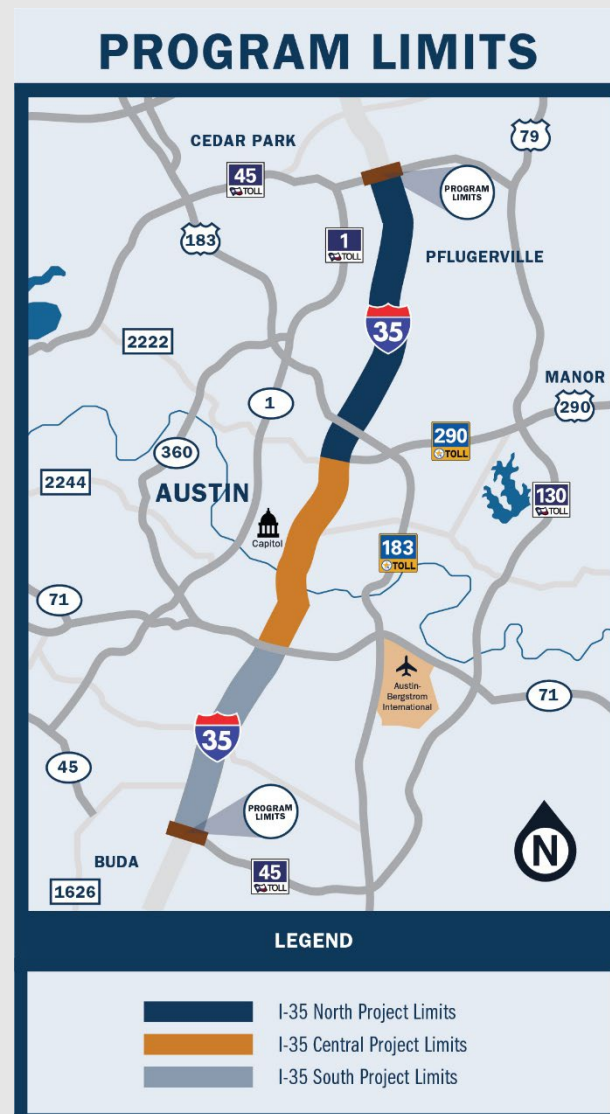 PROGRAM LIMITS
79
CEDAR PARK
45
TOLL
PROGRAM
LIMITS
183
1
TOLL
PFLUGERVILLE
35
2222
MANOR
290
1
290
TOLL
360
2244
AUSTIN
130
TOLL
Capitol
183
TOLL
71
Austin-
Bergstrom
International
71
35
45
PROGRAM
LIMITS
BUDA
45
TOLL
1626
N
LEGEND
I-35 North Project Limits
I-35 Central Project Limits
I-35 South Project Limits